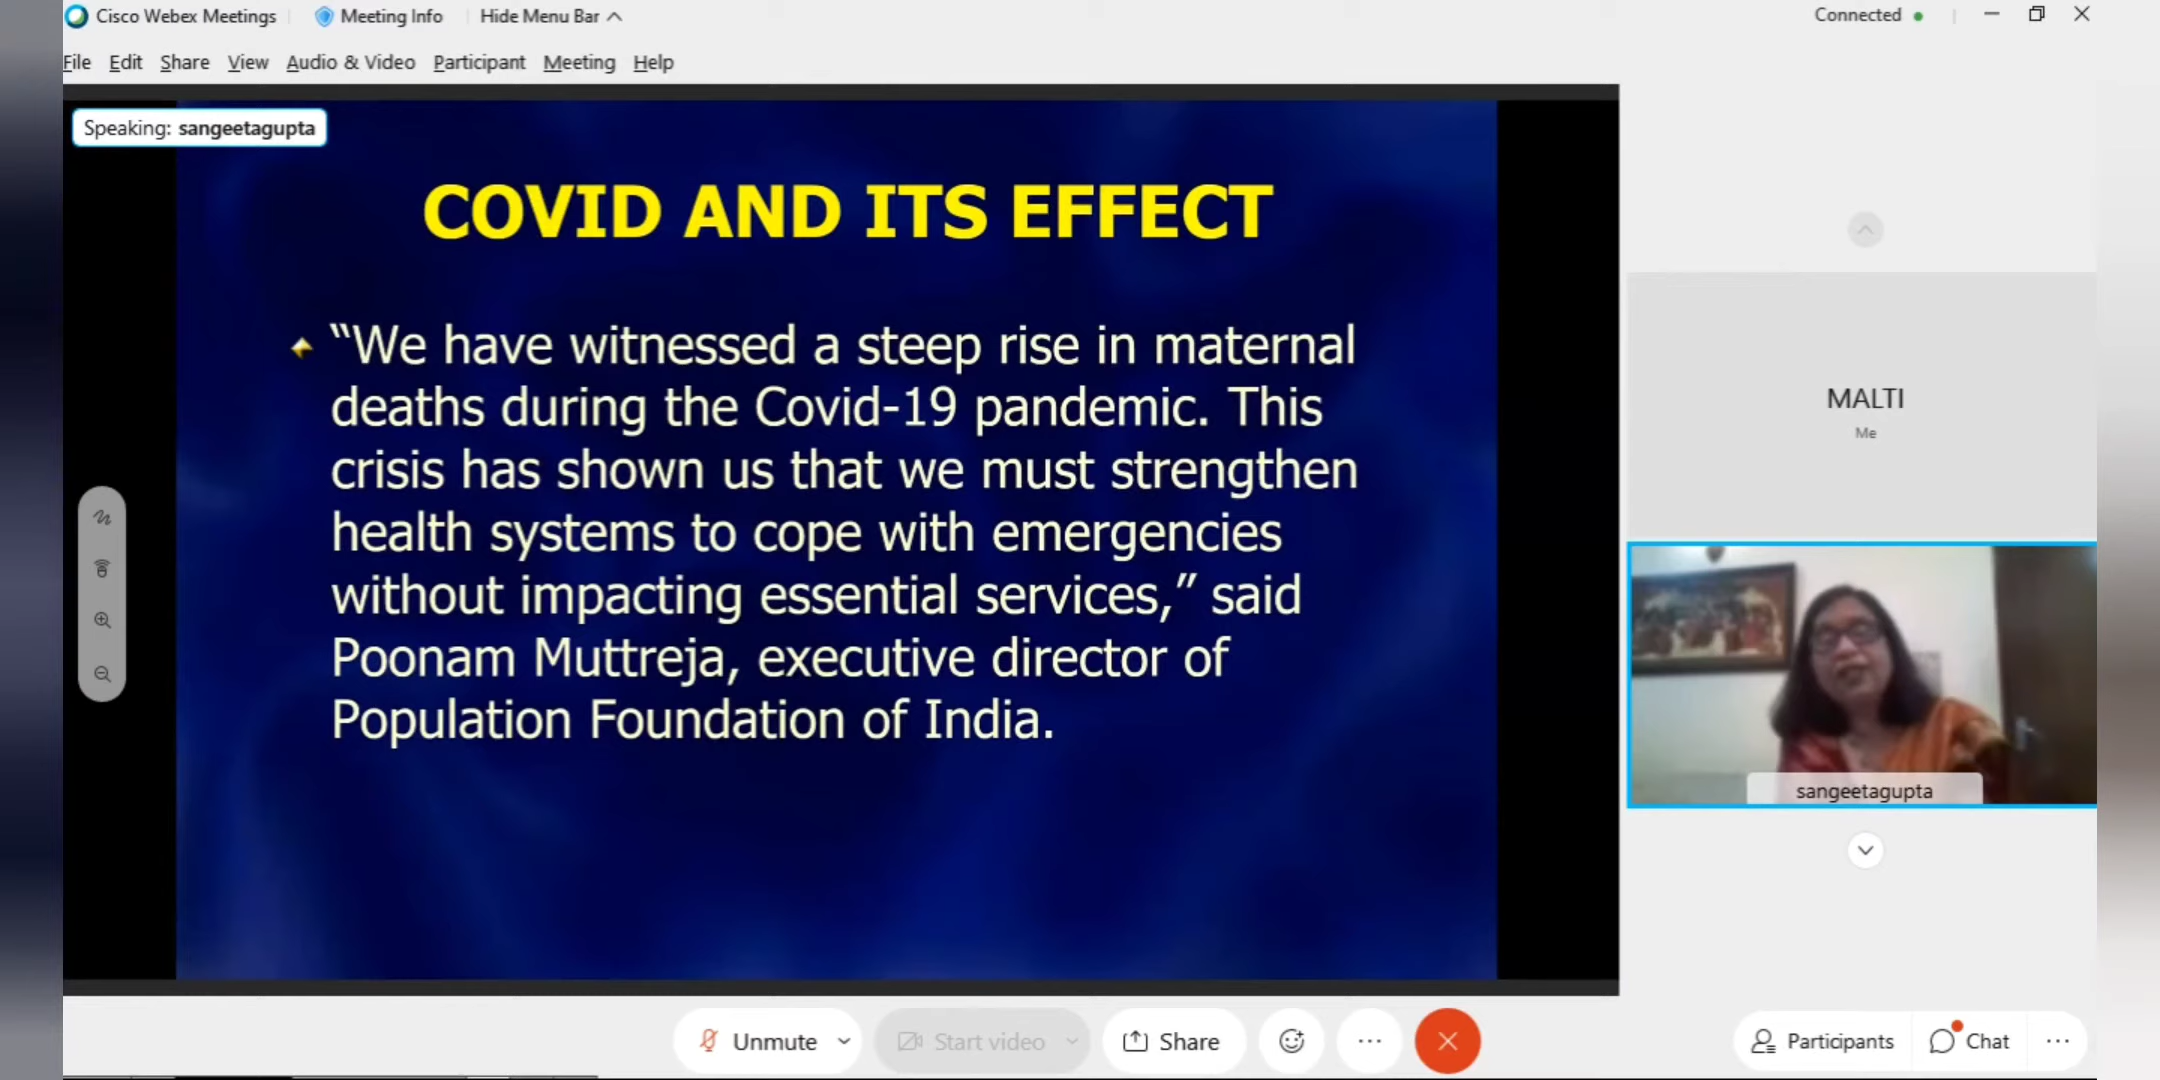 Cisco Webex Meetings
Meeting Info
Hide Menu Bar
Connected
File Edit Share View Audio & Video Participant Meeting Help
Speaking: sangeetagupta
COVID AND ITS EFFECT
“We have witnessed a steep rise in maternal
deaths during the Covid-19 pandemic. This
crisis has shown us that we must strengthen
health systems to cope with emergencies
without impacting essential services,” said
Poonam Muttreja, executive director of
Population Foundation of India.
MALTI
Me
sangeetagupta
Unmute
Start video
Share
Participants
Chat